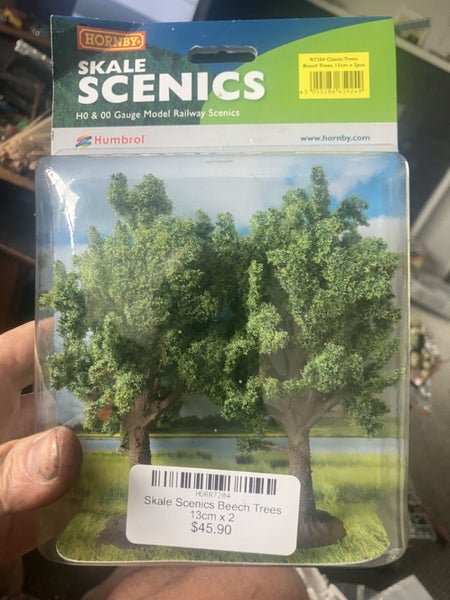 HORNBY
SKALE
SCENICS
H0 & 00 Gauge Model Railway Scenics
R7204 Classic Trees
Beech Trees, 13cm x 2pcs
Humbrol
www.hornby.com
HORR7204
Skale Scenics Beech Trees
13cm x 2
$45.90